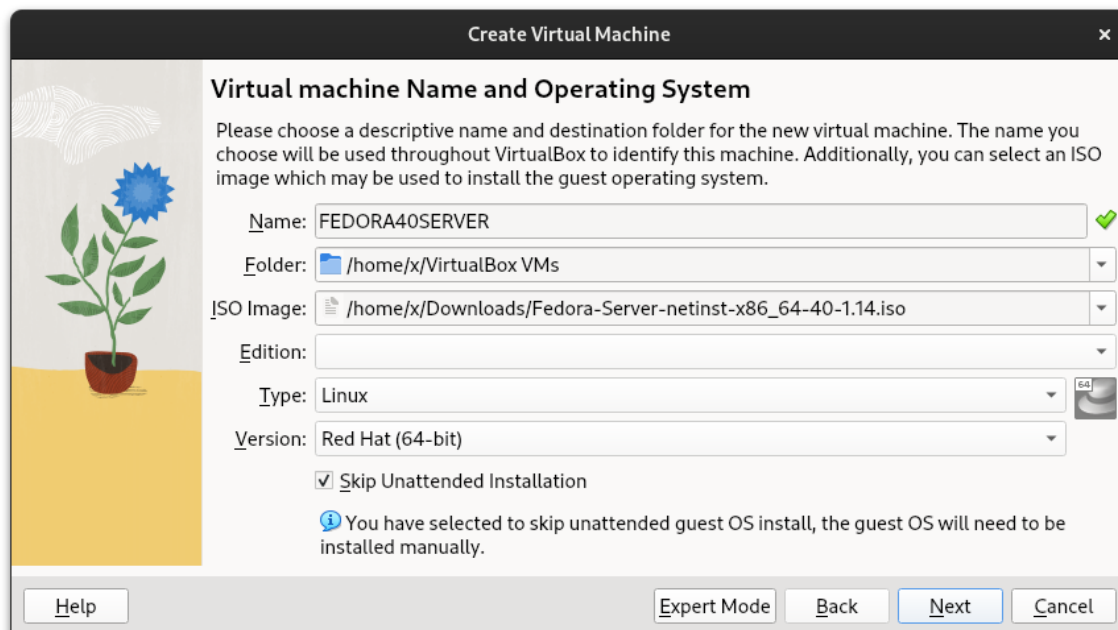 Create Virtual Machine
Virtual machine Name and Operating System
Please choose a descriptive name and destination folder for the new virtual machine. The name you
choose will be used throughout VirtualBox to identify this machine. Additionally, you can select an ISO
image which may be used to install the guest operating system.
Name: FEDORA40SERVER
Folder: /home/x/VirtualBox VMs
ISO Image: /home/x/Downloads/Fedora-Server-netinst-x86_64-40-1.14.iso
Edition:
Type: Linux
64
Version: Red Hat (64-bit)
Skip Unattended Installation
You have selected to skip unattended guest OS install, the guest OS will need to be
installed manually.
Help Expert Mode Back Next Cancel